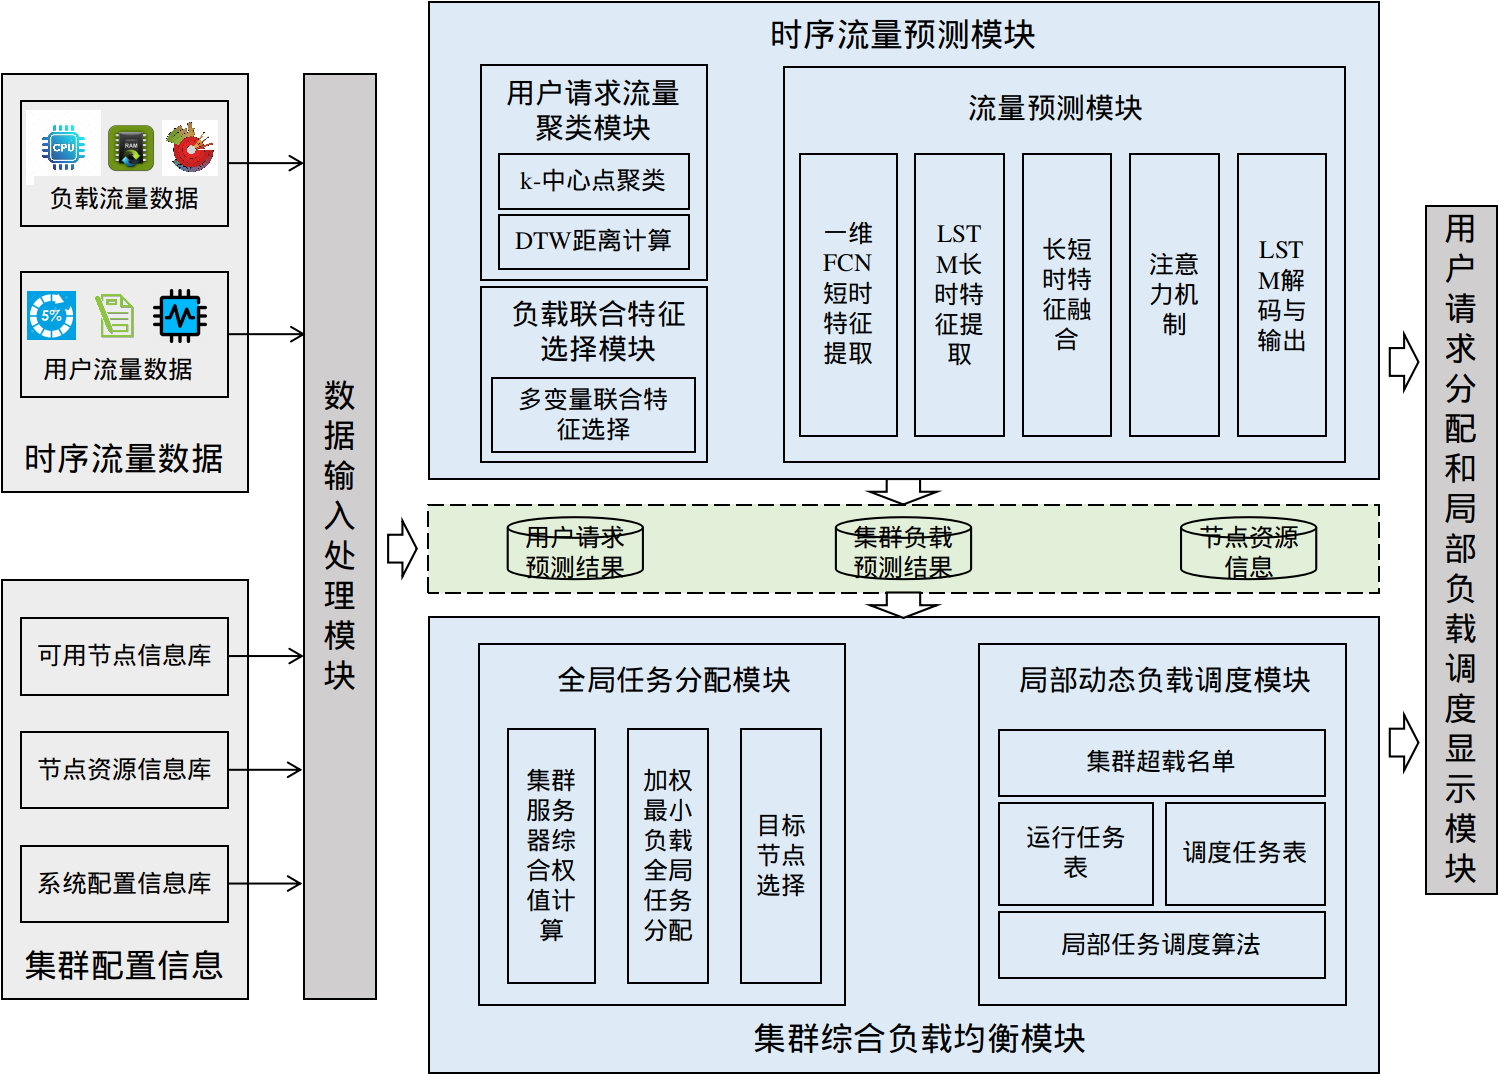 CPU
RAM
负载流量数据
5%
用户流量数据
时序流量数据
可用节点信息库
节点资源信息库
系统配置信息库
集群配置信息
数
据
输
入
处
理
模
块
时序流量预测模块
用户请求流量
聚类模块
k-中心点聚类
DTW距离计算
负载联合特征
选择模块
多变量联合特
征选择
流量预测模块
一维
FCN
短时
特征
提取
LST
M长
时特
征提
取
长短
时特
征融
合
注意
力机
制
LST
M解
码与
输出
用户请求
预测结果
集群负载
预测结果
节点资源
信息
全局任务分配模块
集群
服务
器综
合权
值计
算
加权
最小
负载
全局
任务
分配
目标
节点
选择
局部动态负载调度模块
集群超载名单
运行任务
表
调度任务表
局部任务调度算法
集群综合负载均衡模块
用
户
请
求
分
配
和
局
部
负
载
调
度
显
示
模
块